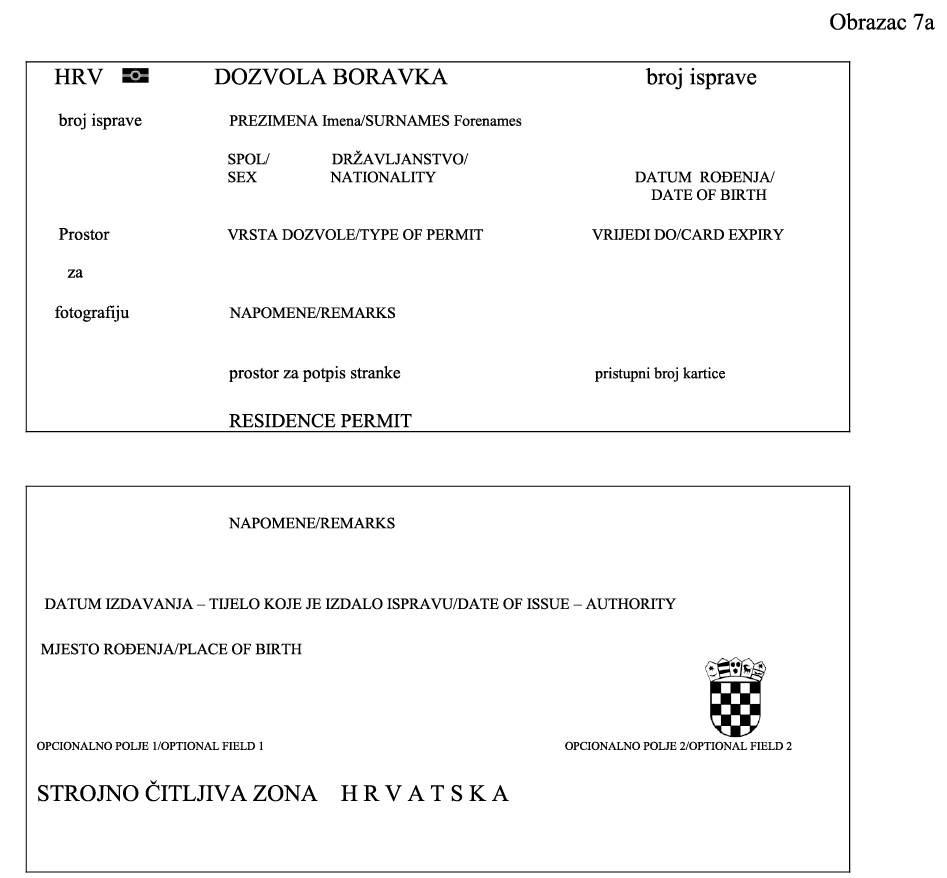 Obrazac 7a
HRV DOZVOLA BORAVKA broj isprave
broj isprave PREZIMENA Imena/SURNAMES Forenames
SPOL/ DRŽAVLJANSTVO/
SEX NATIONALITY DATUM ROĐENJA/
DATE OF BIRTH
Prostor VRSTA DOZVOLE/TYPE OF PERMIT VRIJEDI DO/CARD EXPIRY
za
fotografiju NAPOMENE/REMARKS
prostor za potpis stranke pristupni broj kartice
RESIDENCE PERMIT
NAPOMENE/REMARKS
DATUM IZDAVANJA – TIJELO KOJE JE IZDALO ISPRAVU/DATE OF ISSUE – AUTHORITY
MJESTO ROĐENJA/PLACE OF BIRTH
OPCIONALNO POLJE 1/OPTIONAL FIELD 1 OPCIONALNO POLJE 2/OPTIONAL FIELD 2
STROJNO ČITLJIVA ZONA H R V A T S K A